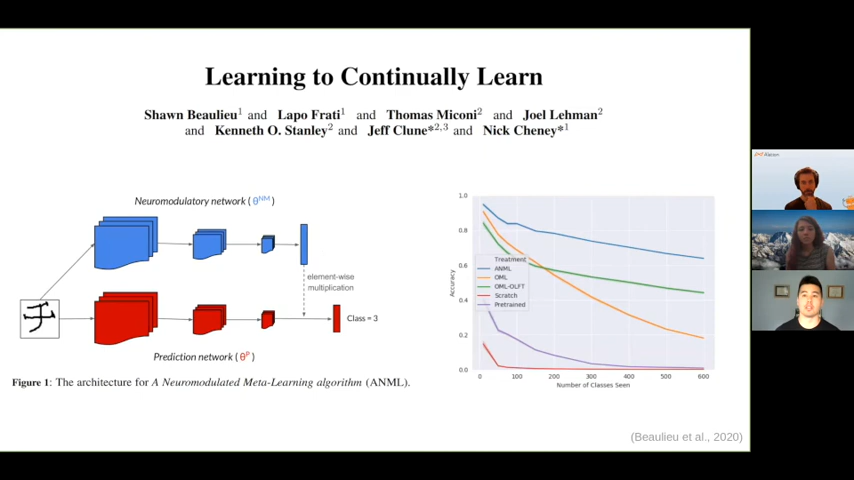 Learning to Continually Learn
Shawn Beaulieu¹ and Lapo Frati¹ and Thomas Miconi² and Joel Lehman²
and Kenneth O. Stanley² and Jeff Clune*²,³ and Nick Cheney*¹
Neuromodulatory network ( θᴺᴹ )
element-wise
multiplication
Class = 3
Prediction network ( θᴾ )
Figure 1: The architecture for A Neuromodulated Meta-Learning algorithm (ANML).
1.0
0.8
0.6
0.4
0.2
0.0
Accuracy
Treatment
ANML
OML
OML-OLFT
Scratch
Pretrained
0 100 200 300 400 500 600
Number of Classes Seen
(Beaulieu et al., 2020)